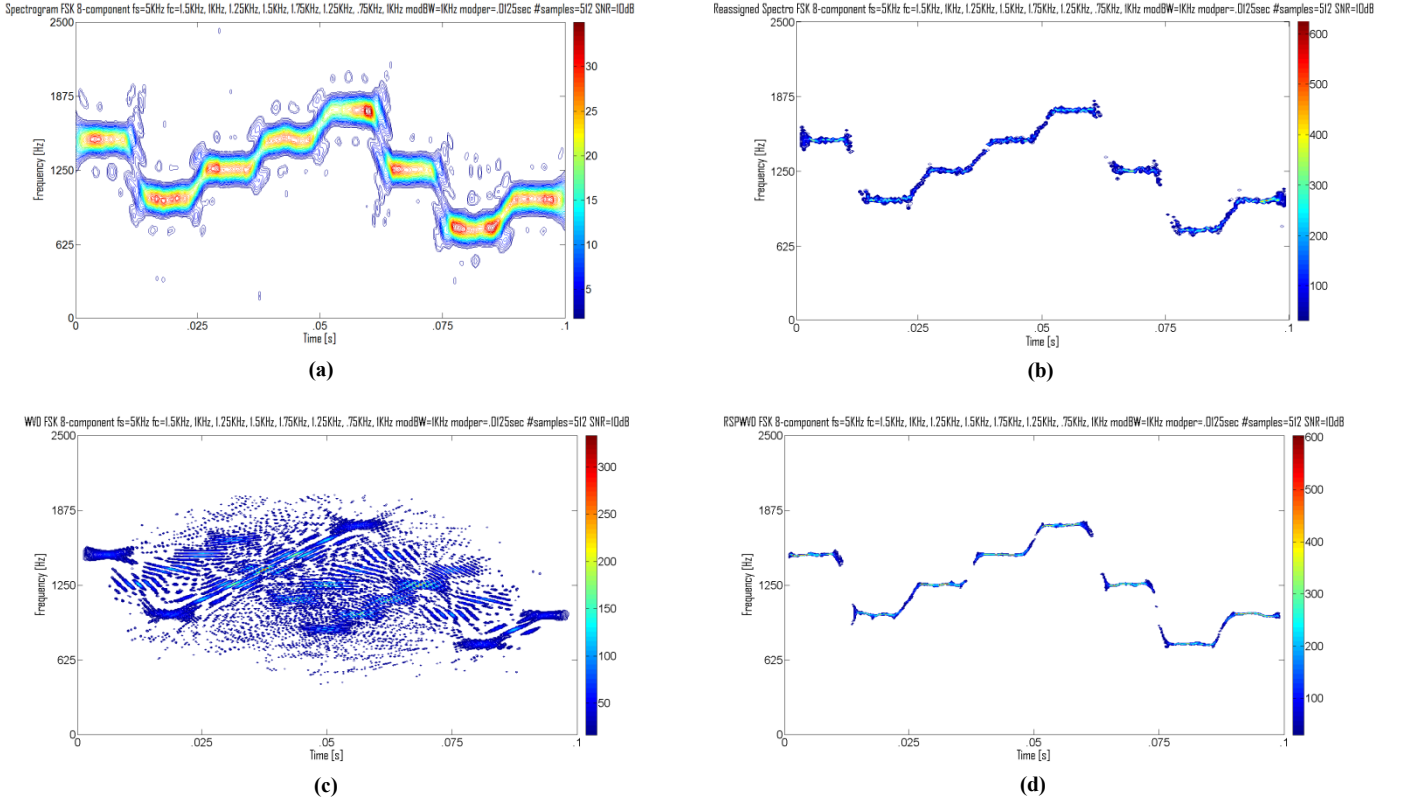 Spectrogram FSK 8-component fs=5KHz fc=1.5KHz, 1KHz, 1.25KHz, 1.5KHz, 1.75KHz, 1.25KHz, .75KHz, 1KHz modBW=1KHz modper=.0125sec #samples=512 SNR=10dB
2500
1875
1250
625
0
Frequency [Hz]
0 .025 .05 .075 .1
Time [s]
30
25
20
15
10
5
(a)
Reassigned Spectro FSK 8-component fs=5KHz fc=1.5KHz, 1KHz, 1.25KHz, 1.5KHz, 1.75KHz, 1.25KHz, .75KHz, 1KHz modBW=1KHz modper=.0125sec #samples=512 SNR=10dB
2500
1875
1250
625
0
Frequency [Hz]
0 .025 .05 .075 .1
Time [s]
600
500
400
300
200
100
(b)
WVD FSK 8-component fs=5KHz fc=1.5KHz, 1KHz, 1.25KHz, 1.5KHz, 1.75KHz, 1.25KHz, .75KHz, 1KHz modBW=1KHz modper=.0125sec #samples=512 SNR=10dB
2500
1875
1250
625
0
Frequency [Hz]
0 .025 .05 .075 .1
Time [s]
300
250
200
150
100
50
(c)
RSPWVD FSK 8-component fs=5KHz fc=1.5KHz, 1KHz, 1.25KHz, 1.5KHz, 1.75KHz, 1.25KHz, .75KHz, 1KHz modBW=1KHz modper=.0125sec #samples=512 SNR=10dB
2500
1875
1250
625
0
Frequency [Hz]
0 .025 .05 .075 .1
Time [s]
600
500
400
300
200
100
(d)